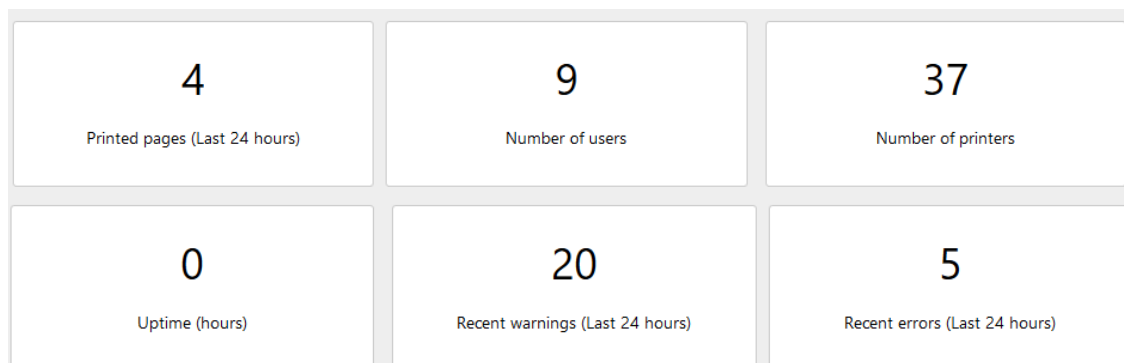 4
Printed pages (Last 24 hours)
9
Number of users
37
Number of printers
0
Uptime (hours)
20
Recent warnings (Last 24 hours)
5
Recent errors (Last 24 hours)